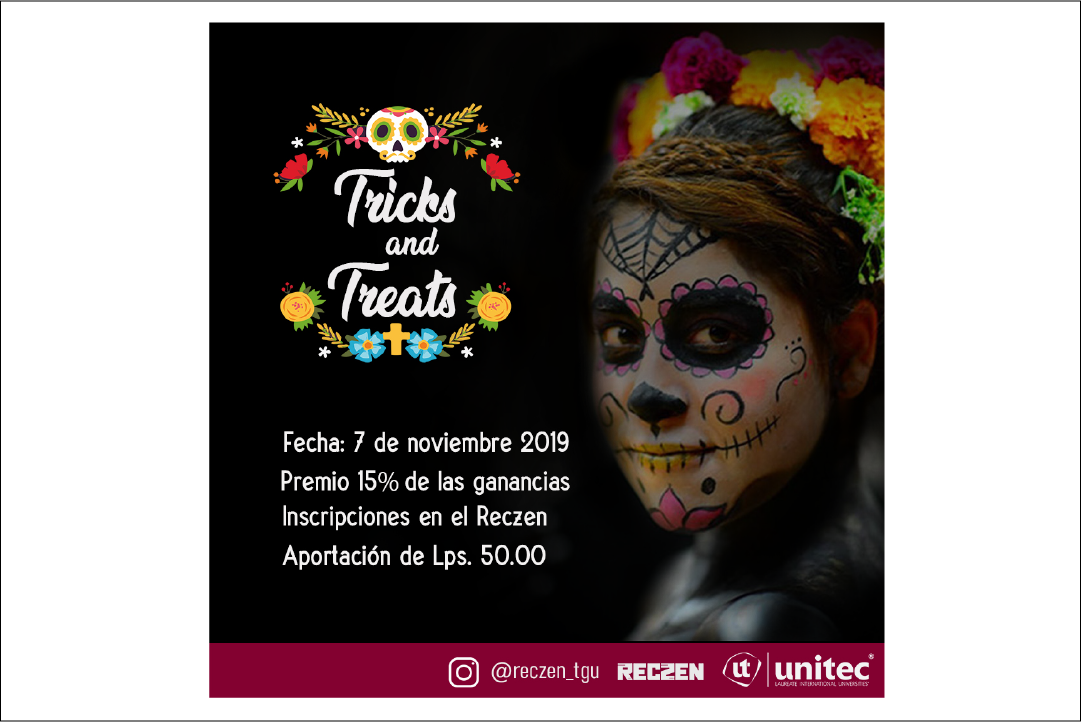 Tricks
and
Treats
Fecha: 7 de noviembre 2019
Premio 15% de las ganancias
Inscripciones en el Reczen
Aportación de Lps. 50.00
@reczen_tgu RECZEN ut unitec®
LAUREATE INTERNATIONAL UNIVERSITIES